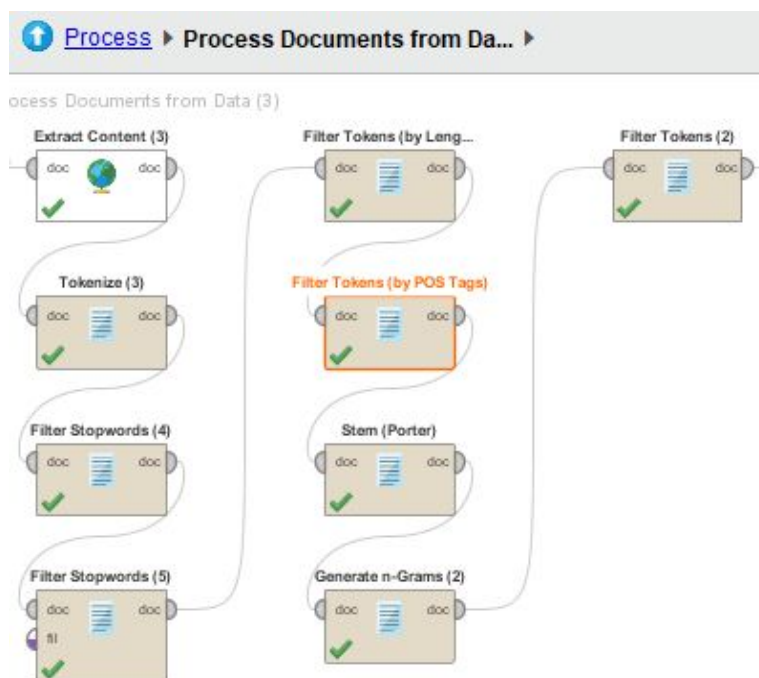 Process Process Documents from Da...
ocess Documents from Data (3)
Extract Content (3)
doc doc
Tokenize (3)
doc doc
Filter Stopwords (4)
doc doc
Filter Stopwords (5)
doc doc
fil
Filter Tokens (by Leng...
doc doc
Filter Tokens (by POS Tags)
doc doc
Stem (Porter)
doc doc
Generate n-Grams (2)
doc doc
Filter Tokens (2)
doc doc